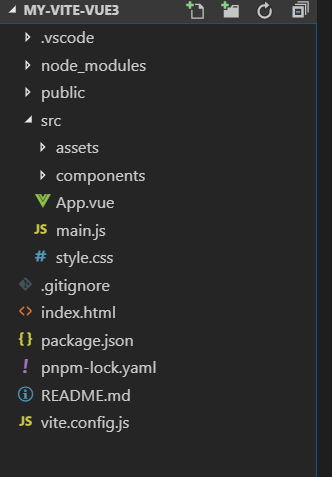 MY-VITE-VUE3
.vscode
node_modules
public
src
assets
components
App.vue
JS main.js
# style.css
.gitignore
<> index.html
{} package.json
! pnpm-lock.yaml
README.md
JS vite.config.js